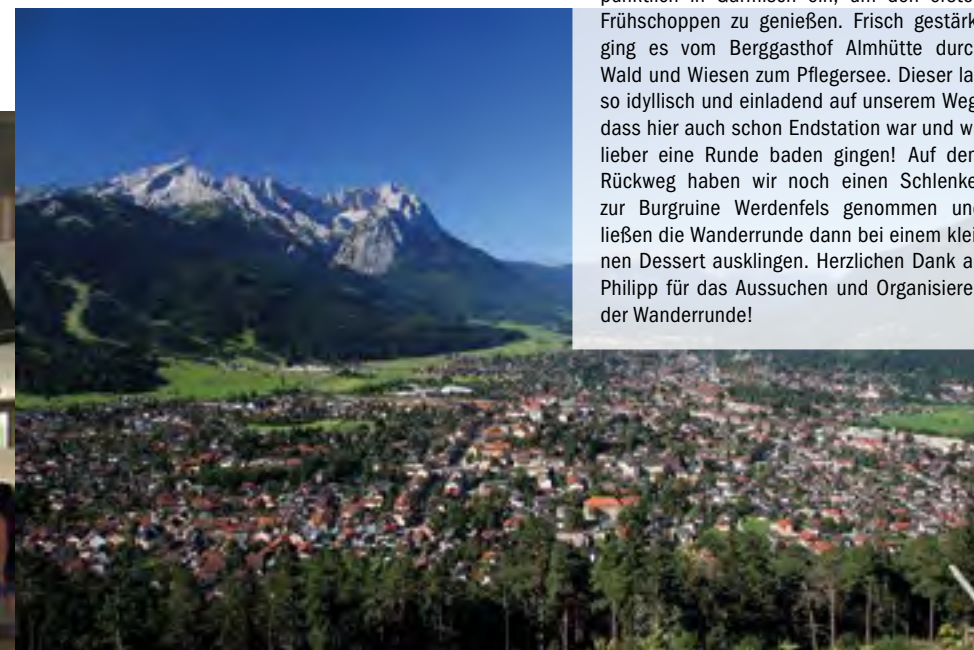 Frühschoppen zu genießen. Frisch gestärk
ging es vom Berggasthof Almhütte durc
Wald und Wiesen zum Pflegersee. Dieser la
so idyllisch und einladend auf unserem Weg
dass hier auch schon Endstation war und w
lieber eine Runde baden gingen! Auf dem
Rückweg haben wir noch einen Schlenke
zur Burgruine Werdenfels genommen und
ließen die Wanderrunde dann bei einem klei
nen Dessert ausklingen. Herzlichen Dank a
Philipp für das Aussuchen und Organisiere
der Wanderrunde!